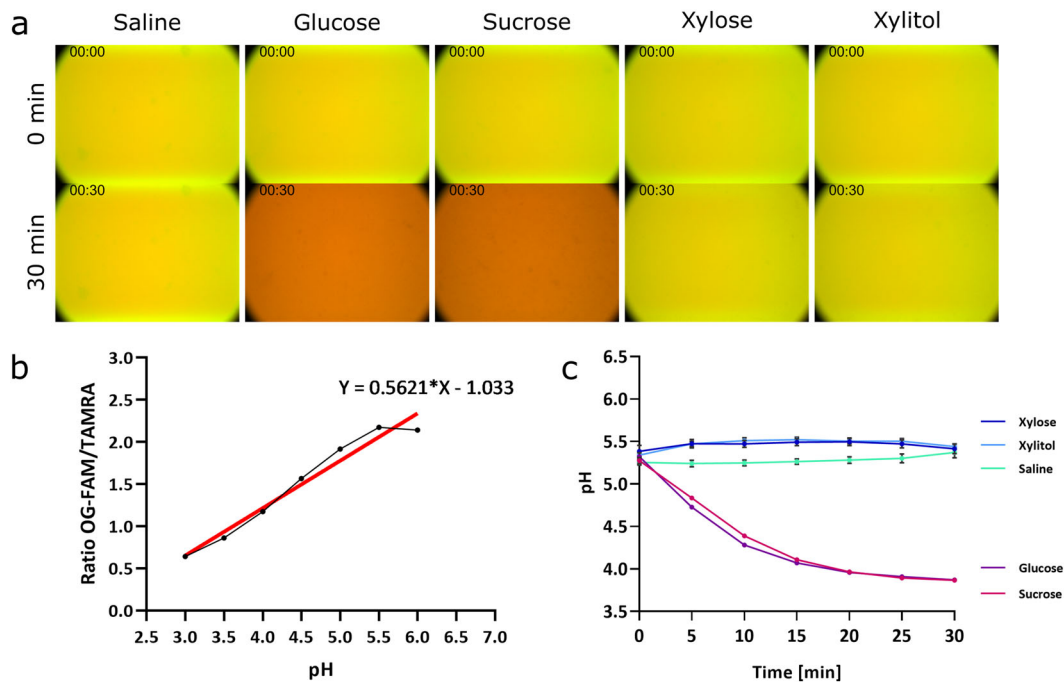 a
Saline Glucose Sucrose Xylose Xylitol
0 min
00:00 00:00 00:00 00:00 00:00
30 min
00:30 00:30 00:30 00:30 00:30
b
Y = 0.5621*X - 1.033
Ratio OG-FAM/TAMRA
3.0
2.5
2.0
1.5
1.0
0.5
0.0
2.5 3.0 3.5 4.0 4.5 5.0 5.5 6.0 6.5 7.0
pH
c
pH
6.5
6.0
5.5
5.0
4.5
4.0
3.5
0 5 10 15 20 25 30
Time [min]
Xylose
Xylitol
Saline
Glucose
Sucrose